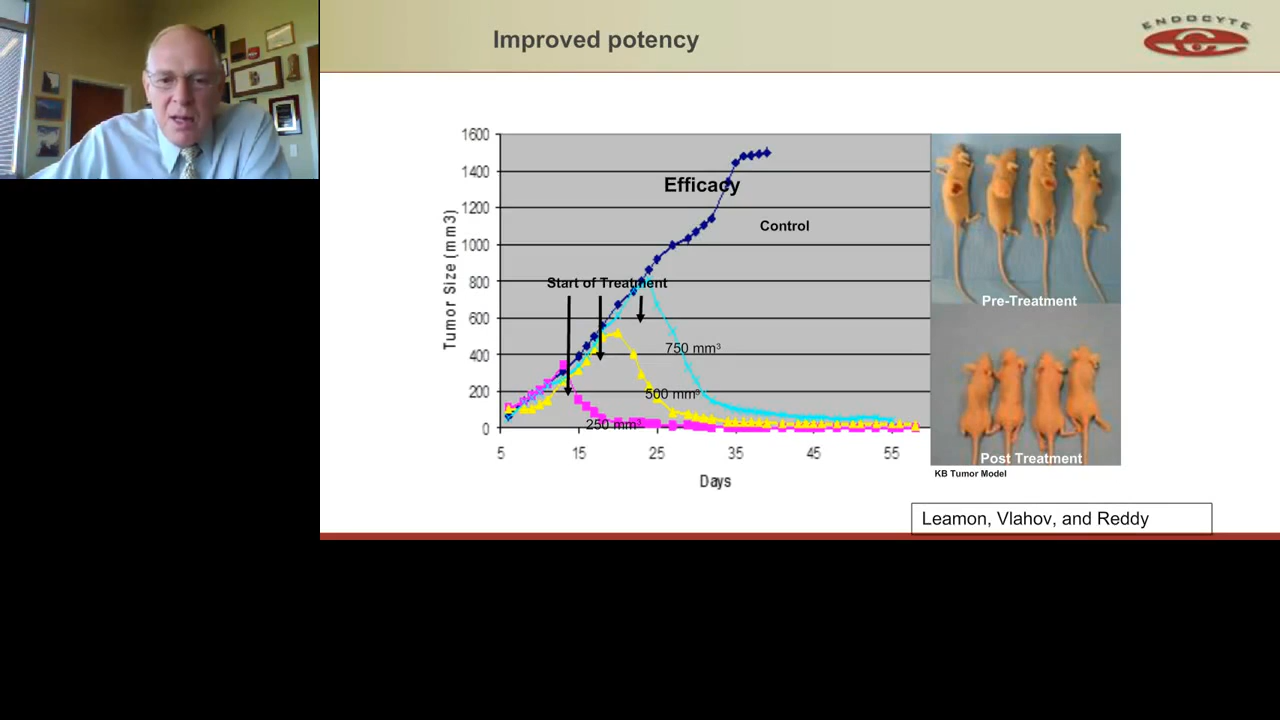 Improved potency
ENDOCYTE
1600
1400
1200
1000
800
600
400
200
0
Tumor Size (mm3)
5
15
25
35
45
55
Days
Efficacy
Control
Start of Treatment
750 mm³
500 mm³
250 mm³
Pre-Treatment
Post Treatment
KB Tumor Model
Leamon, Vlahov, and Reddy